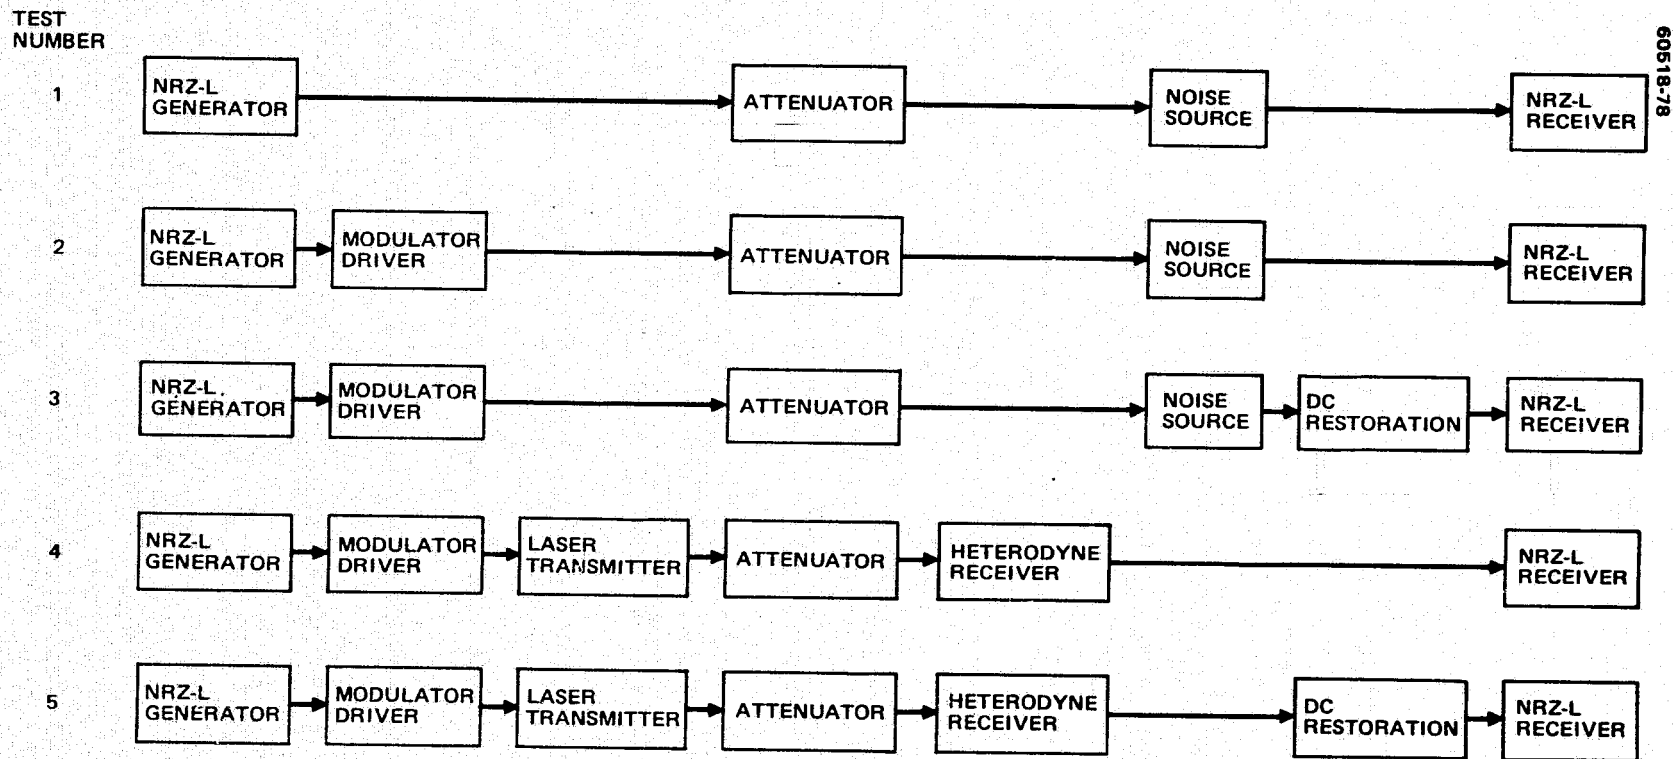 TEST
NUMBER
60518-78
1
NRZ-L
GENERATOR
ATTENUATOR
NOISE
SOURCE
NRZ-L
RECEIVER
2
NRZ-L
GENERATOR
MODULATOR
DRIVER
ATTENUATOR
NOISE
SOURCE
NRZ-L
RECEIVER
3
NRZ-L
GENERATOR
MODULATOR
DRIVER
ATTENUATOR
NOISE
SOURCE
DC
RESTORATION
NRZ-L
RECEIVER
4
NRZ-L
GENERATOR
MODULATOR
DRIVER
LASER
TRANSMITTER
ATTENUATOR
HETERODYNE
RECEIVER
NRZ-L
RECEIVER
5
NRZ-L
GENERATOR
MODULATOR
DRIVER
LASER
TRANSMITTER
ATTENUATOR
HETERODYNE
RECEIVER
DC
RESTORATION
NRZ-L
RECEIVER